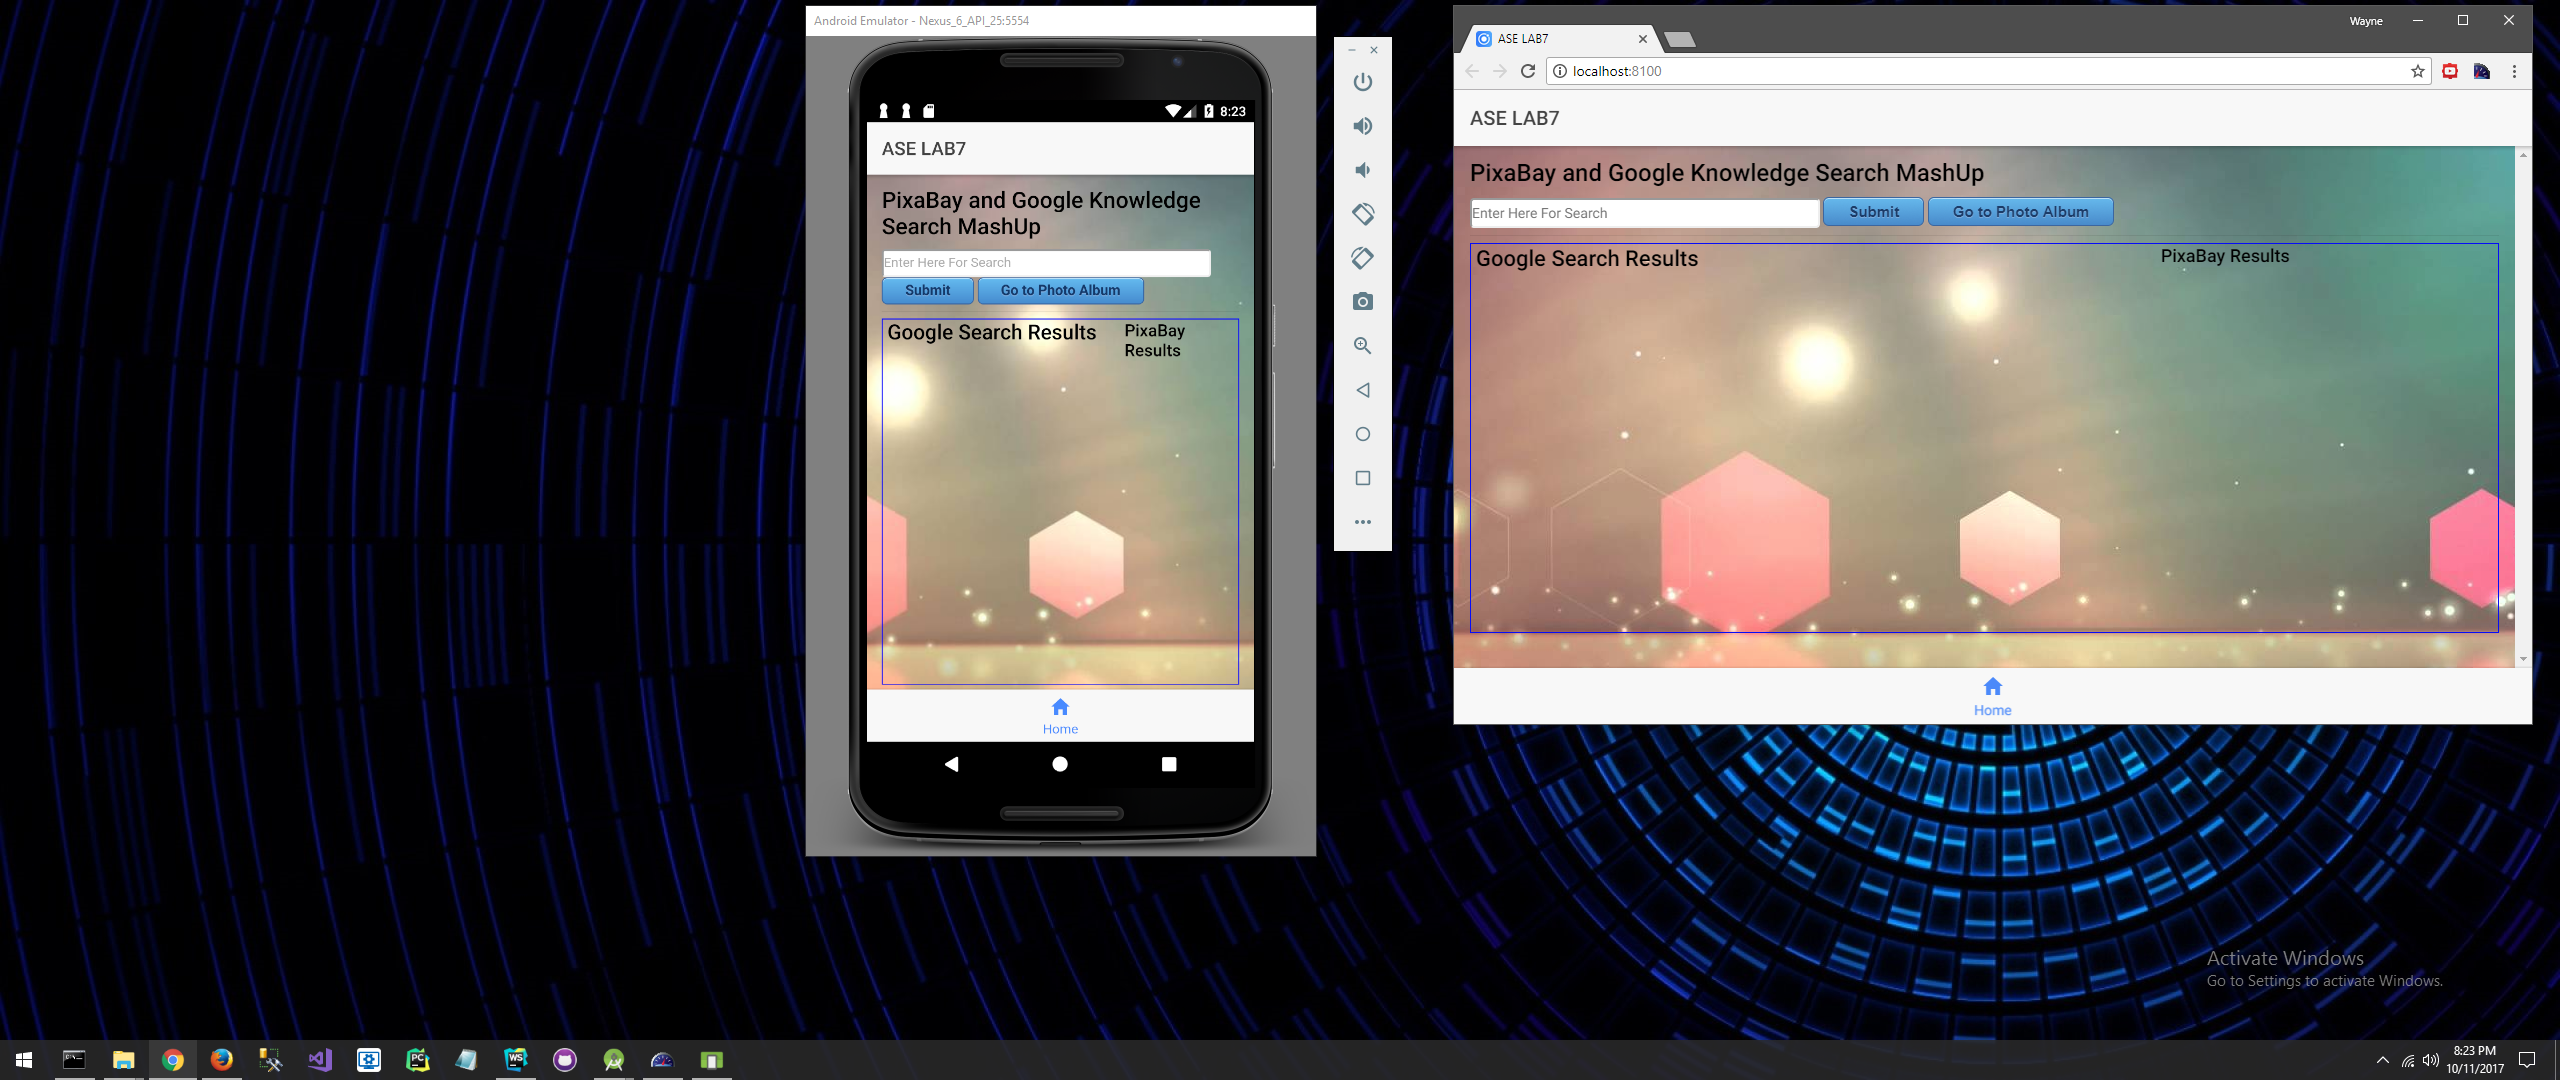 Android Emulator - Nexus_6_API_25:5554
8:23
ASE LAB7
PixaBay and Google Knowledge
Search MashUp
Enter Here For Search
Submit
Go to Photo Album
Google Search Results
PixaBay
Results
Home
Wayne
ASE LAB7
localhost:8100
ASE LAB7
PixaBay and Google Knowledge Search MashUp
Enter Here For Search
Submit
Go to Photo Album
Google Search Results
PixaBay Results
Home
Activate Windows
Go to Settings to activate Windows.
PC
WS
8:23 PM
10/11/2017